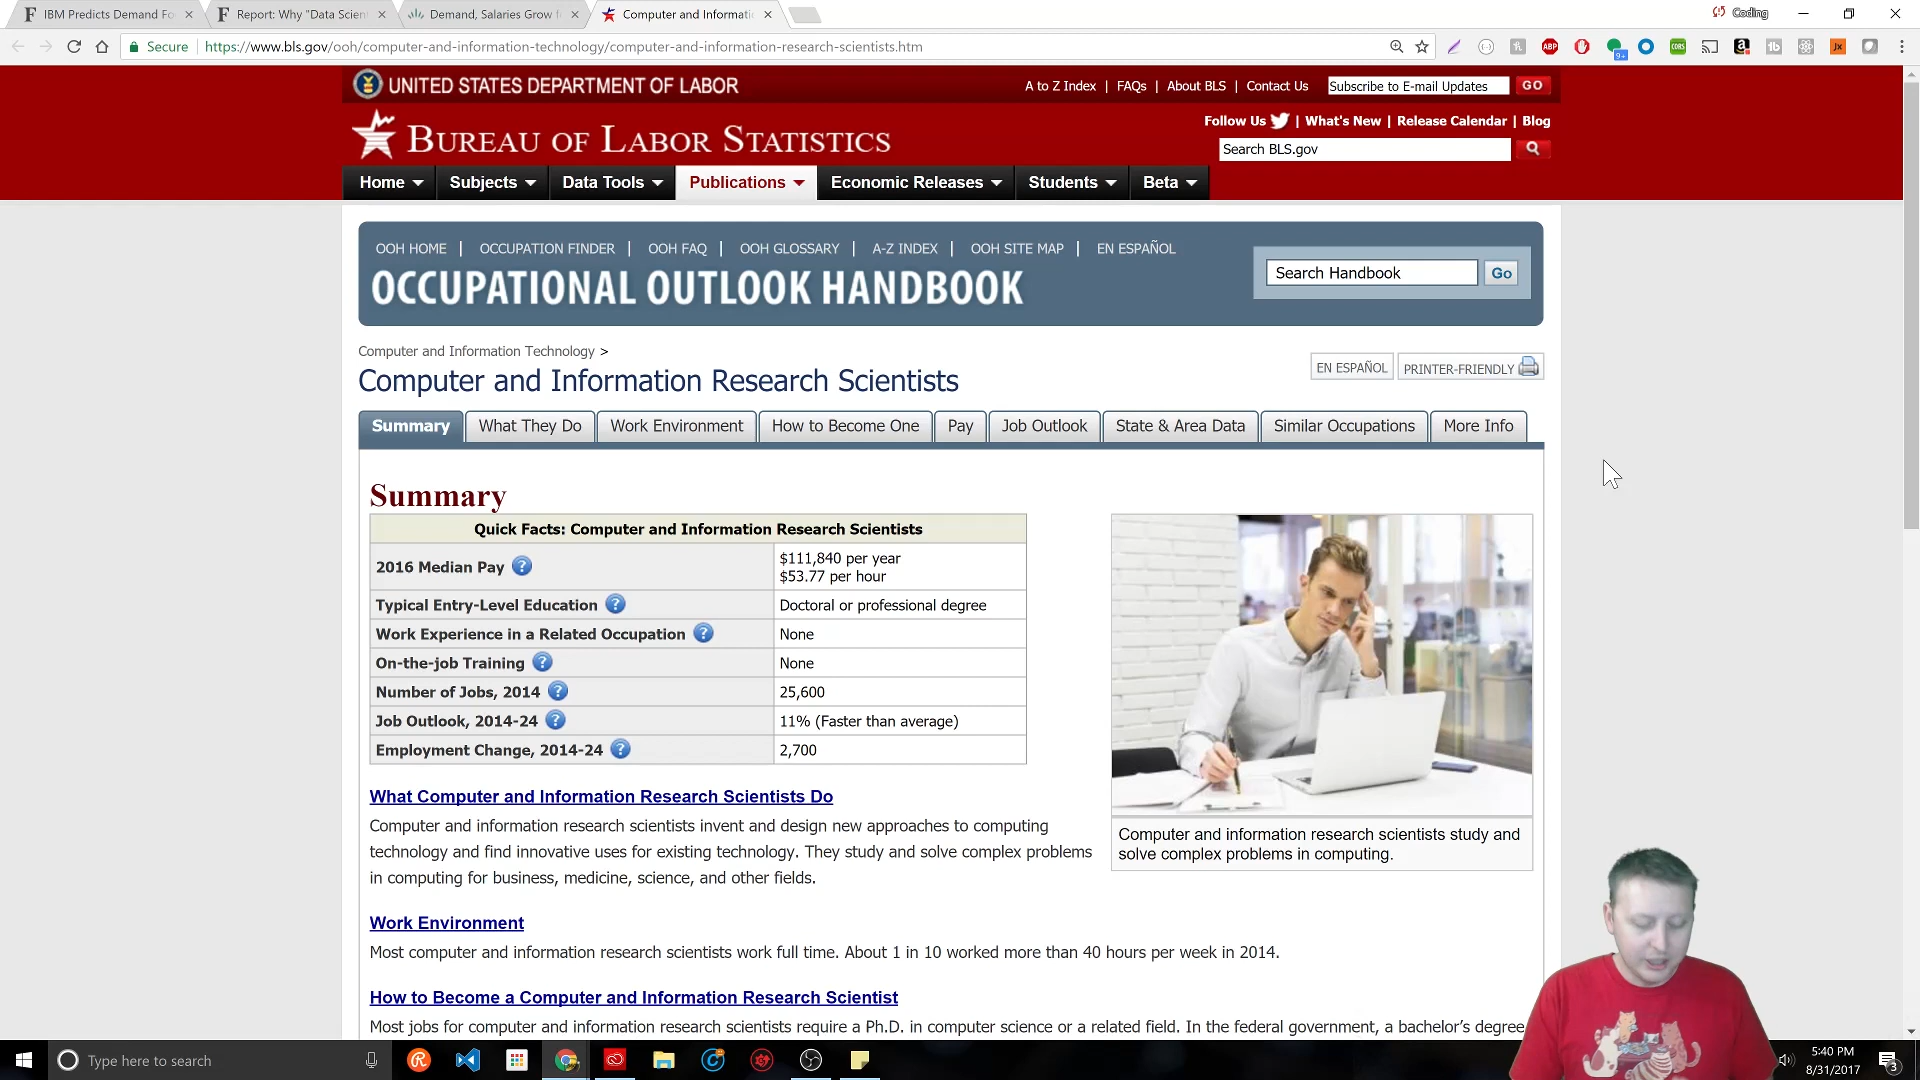 IBM Predicts Demand Fo
Report: Why "Data Scien
Demand, Salaries Grow f
Computer and Informati
Coding
Secure
https://www.bls.gov/ooh/computer-and-information-technology/computer-and-information-research-scientists.htm
UNITED STATES DEPARTMENT OF LABOR
A to Z Index | FAQs | About BLS | Contact Us
Subscribe to E-mail Updates
GO
BUREAU OF LABOR STATISTICS
Follow Us | What's New | Release Calendar | Blog
Search BLS.gov
Home
Subjects
Data Tools
Publications
Economic Releases
Students
Beta
OOH HOME | OCCUPATION FINDER | OOH FAQ | OOH GLOSSARY | A-Z INDEX | OOH SITE MAP | EN ESPAÑOL
OCCUPATIONAL OUTLOOK HANDBOOK
Search Handbook
Go
Computer and Information Technology >
Computer and Information Research Scientists
EN ESPAÑOL
PRINTER-FRIENDLY
Summary
What They Do
Work Environment
How to Become One
Pay
Job Outlook
State & Area Data
Similar Occupations
More Info
Summary
Quick Facts: Computer and Information Research Scientists
2016 Median Pay
$111,840 per year
$53.77 per hour
Typical Entry-Level Education
Doctoral or professional degree
Work Experience in a Related Occupation
None
On-the-job Training
None
Number of Jobs, 2014
25,600
Job Outlook, 2014-24
11% (Faster than average)
Employment Change, 2014-24
2,700
What Computer and Information Research Scientists Do
Computer and information research scientists invent and design new approaches to computing
technology and find innovative uses for existing technology. They study and solve complex problems
in computing for business, medicine, science, and other fields.
Computer and information research scientists study and
solve complex problems in computing.
Work Environment
Most computer and information research scientists work full time. About 1 in 10 worked more than 40 hours per week in 2014.
How to Become a Computer and Information Research Scientist
Most jobs for computer and information research scientists require a Ph.D. in computer science or a related field. In the federal government, a bachelor's degree
Type here to search
5:40 PM
8/31/2017
3